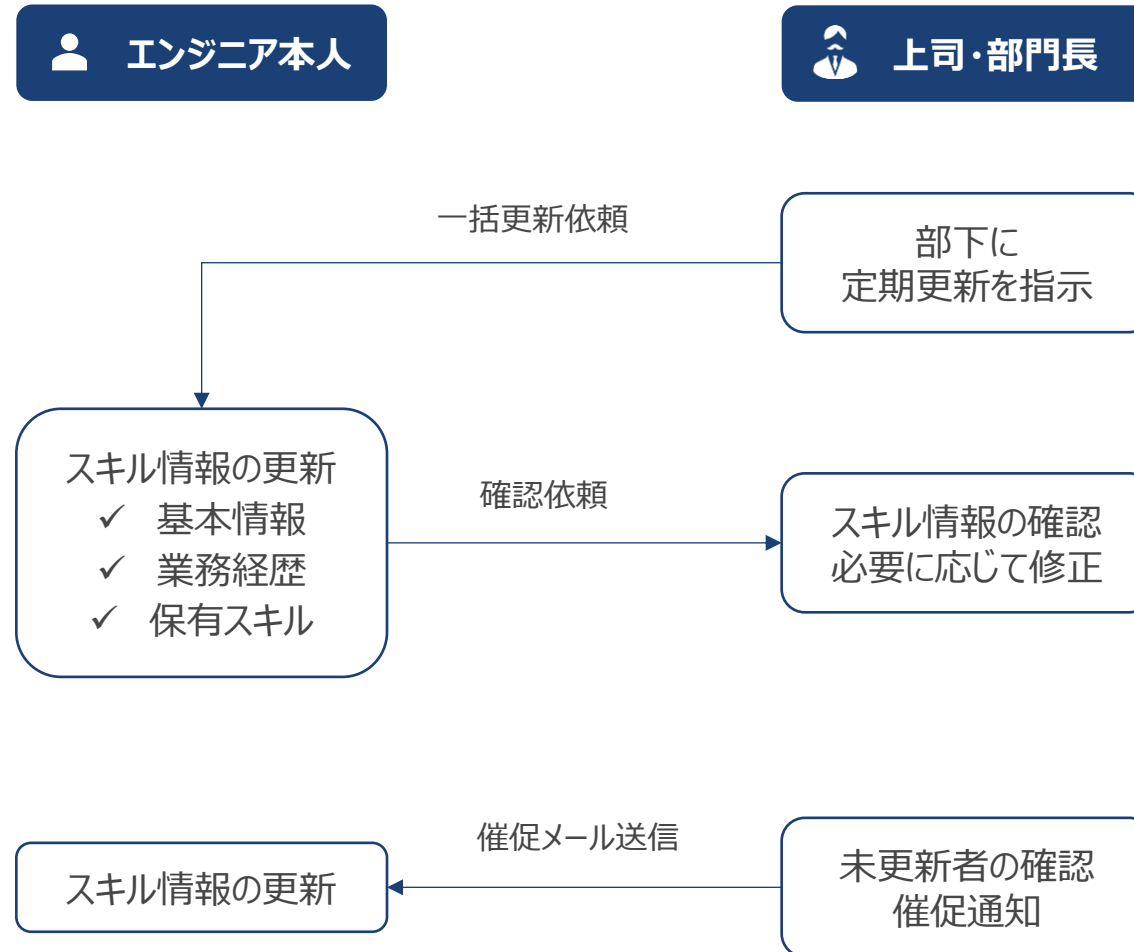 エンジニア本人
上司・部門長
一括更新依頼
部下に
定期更新を指示
スキル情報の更新
✓ 基本情報
✓ 業務経歴
✓ 保有スキル
確認依頼
スキル情報の確認
必要に応じて修正
催促メール送信
スキル情報の更新
未更新者の確認
催促通知